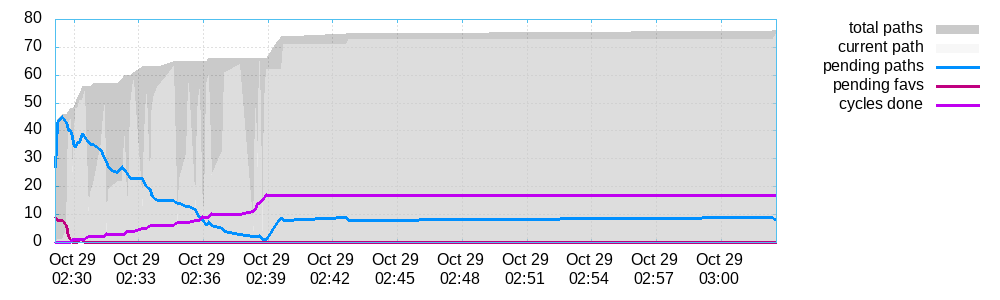 80
70
60
50
40
30
20
10
0
Oct 29 Oct 29 Oct 29 Oct 29 Oct 29 Oct 29 Oct 29 Oct 29 Oct 29 Oct 29 Oct 29
02:30 02:33 02:36 02:39 02:42 02:45 02:48 02:51 02:54 02:57 03:00
total paths
current path
pending paths
pending favs
cycles done